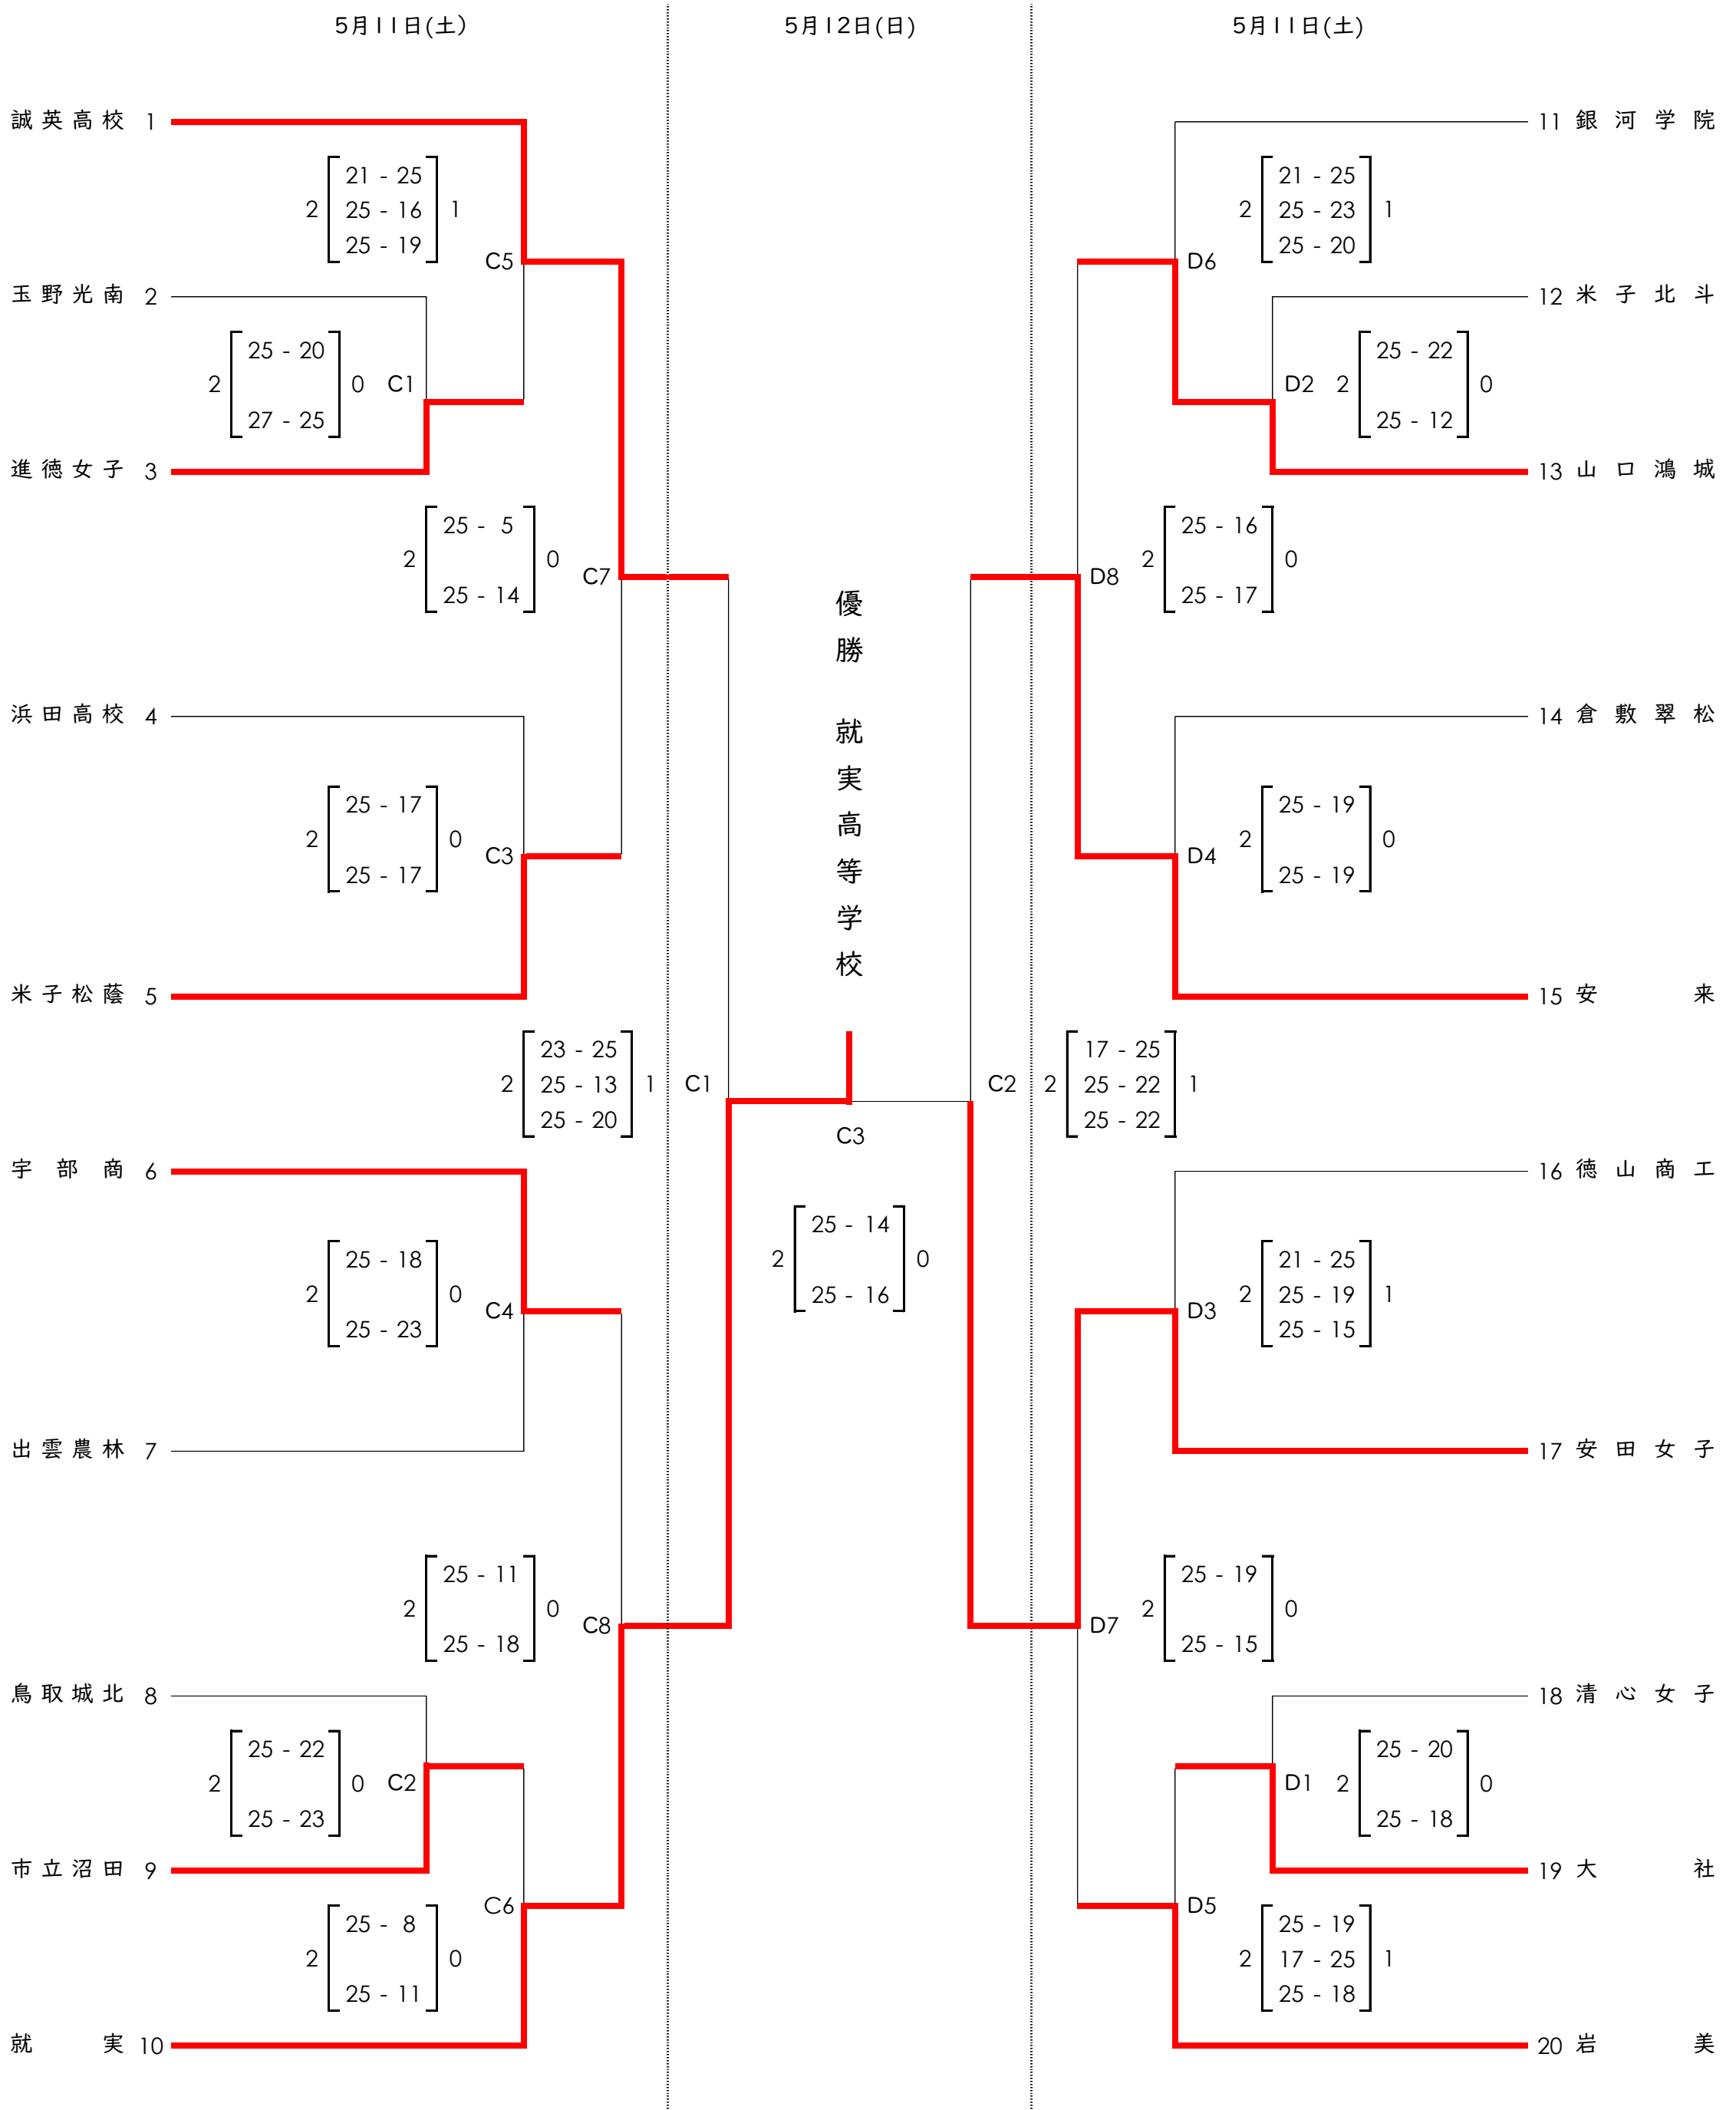 5月11日(土)
5月12日(日)
5月11日(土)
誠英高校 1
21 - 25
2 25 - 16 1
25 - 19
C5
玉野光南 2
25 - 20
2 0 C1
27 - 25
進徳女子 3
25 - 5
2 0
25 - 14
C7
浜田高校 4
25 - 17
2 0
25 - 17
C3
米子松蔭 5
23 - 25
2 25 - 13 1 C1
25 - 20
宇部商 6
25 - 18
2 0
25 - 23
C4
出雲農林 7
25 - 11
2 0
25 - 18
C8
鳥取城北 8
25 - 22
2 0 C2
25 - 23
市立沼田 9
C6
25 - 8
2 0
25 - 11
就実 10
優勝 就実高等学校
C3
25 - 14
2 0
25 - 16
11 銀河学院
21 - 25
2 25 - 23 1
25 - 20
D6
12 米子北斗
25 - 22
D2 2 0
25 - 12
13 山口鴻城
25 - 16
2 0
25 - 17
D8
14 倉敷翠松
25 - 19
2 0
25 - 19
D4
15 安来
17 - 25
C2 2 25 - 22 1
25 - 22
16 徳山商工
21 - 25
2 25 - 19 1
25 - 15
D3
17 安田女子
25 - 19
2 0
25 - 15
D7
18 清心女子
25 - 20
D1 2 0
25 - 18
19 大社
D5
25 - 19
2 17 - 25 1
25 - 18
20 岩美